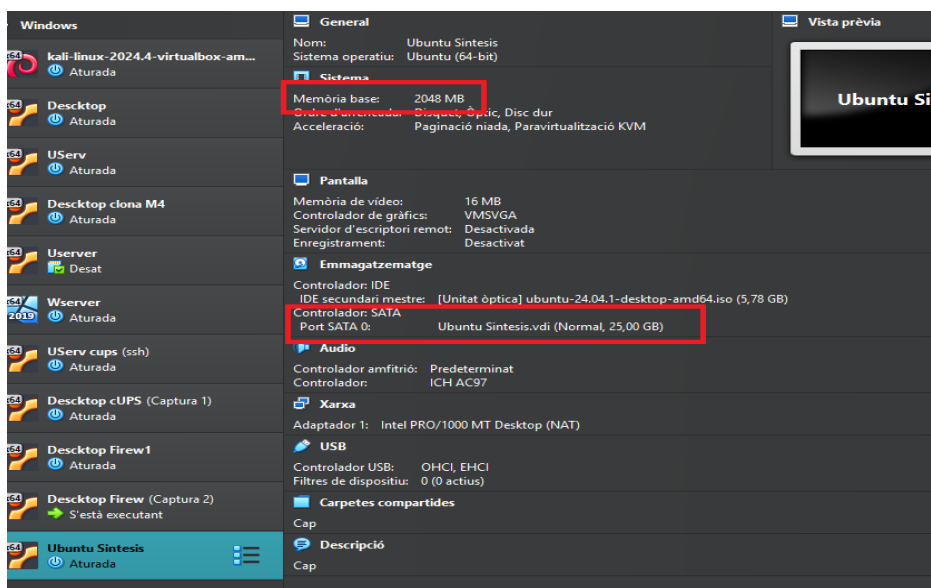 Windows
kali-linux-2024.4-virtualbox-am...
Aturada
Descktop
Aturada
UServ
Aturada
Descktop clona M4
Aturada
Userver
Desat
Wserver
2019
Aturada
UServ cups (ssh)
Aturada
Descktop cUPS (Captura 1)
Aturada
Descktop Firew1
Aturada
Descktop Firew (Captura 2)
S'està executant
Ubuntu Sintesis
Aturada
General
Nom: Ubuntu Sintesis
Sistema operatiu: Ubuntu (64-bit)
Sistema
Memòria base: 2048 MB
Ordre d'arrencada: Disquet, Òptic, Disc dur
Acceleració: Paginació niada, Paravirtualització KVM
Pantalla
Memòria de vídeo: 16 MB
Controlador de gràfics: VMSVGA
Servidor d'escriptori remot: Desactivada
Enregistrament: Desactivat
Emmagatzematge
Controlador: IDE
IDE secundari mestre: [Unitat òptica] ubuntu-24.04.1-desktop-amd64.iso (5,78 GB)
Controlador: SATA
Port SATA 0: Ubuntu Sintesis.vdi (Normal, 25,00 GB)
Àudio
Controlador amfitrió: Predeterminat
Controlador: ICH AC97
Xarxa
Adaptador 1: Intel PRO/1000 MT Desktop (NAT)
USB
Controlador USB: OHCI, EHCI
Filtres de dispositiu: 0 (0 actius)
Carpetes compartides
Cap
Descripció
Cap
Vista prèvia
Ubuntu Si